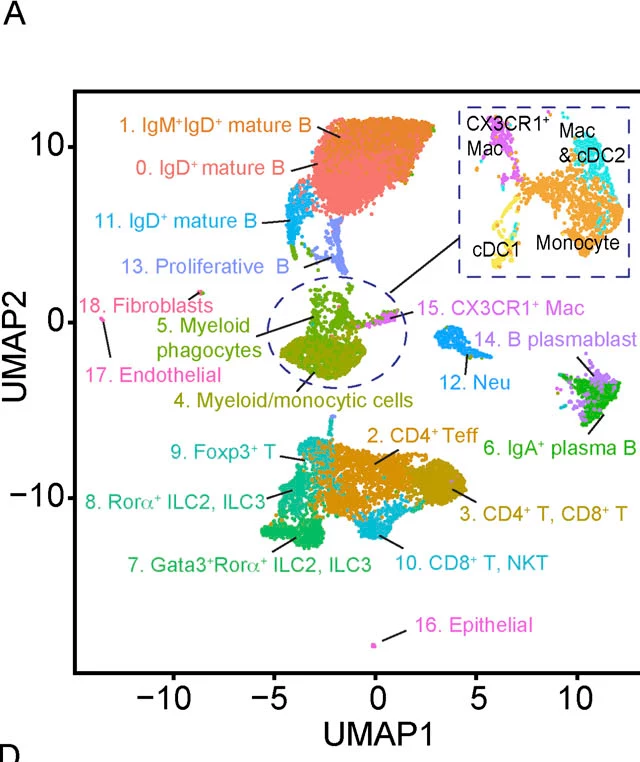 A
1. IgM⁺IgD⁺ mature B
0. IgD⁺ mature B
11. IgD⁺ mature B
13. Proliferative B
18. Fibroblasts
5. Myeloid
phagocytes
17. Endothelial
4. Myeloid/monocytic cells
15. CX3CR1⁺ Mac
14. B plasmablast
12. Neu
6. IgA⁺ plasma B
CX3CR1⁺
Mac
Mac
& cDC2
cDC1
Monocyte
9. Foxp3⁺ T
2. CD4⁺ Teff
8. Rorα⁺ ILC2, ILC3
3. CD4⁺ T, CD8⁺ T
7. Gata3⁺Rorα⁺ ILC2, ILC3
10. CD8⁺ T, NKT
16. Epithelial
10
0
−10
UMAP2
−10 −5 0 5 10
UMAP1
D